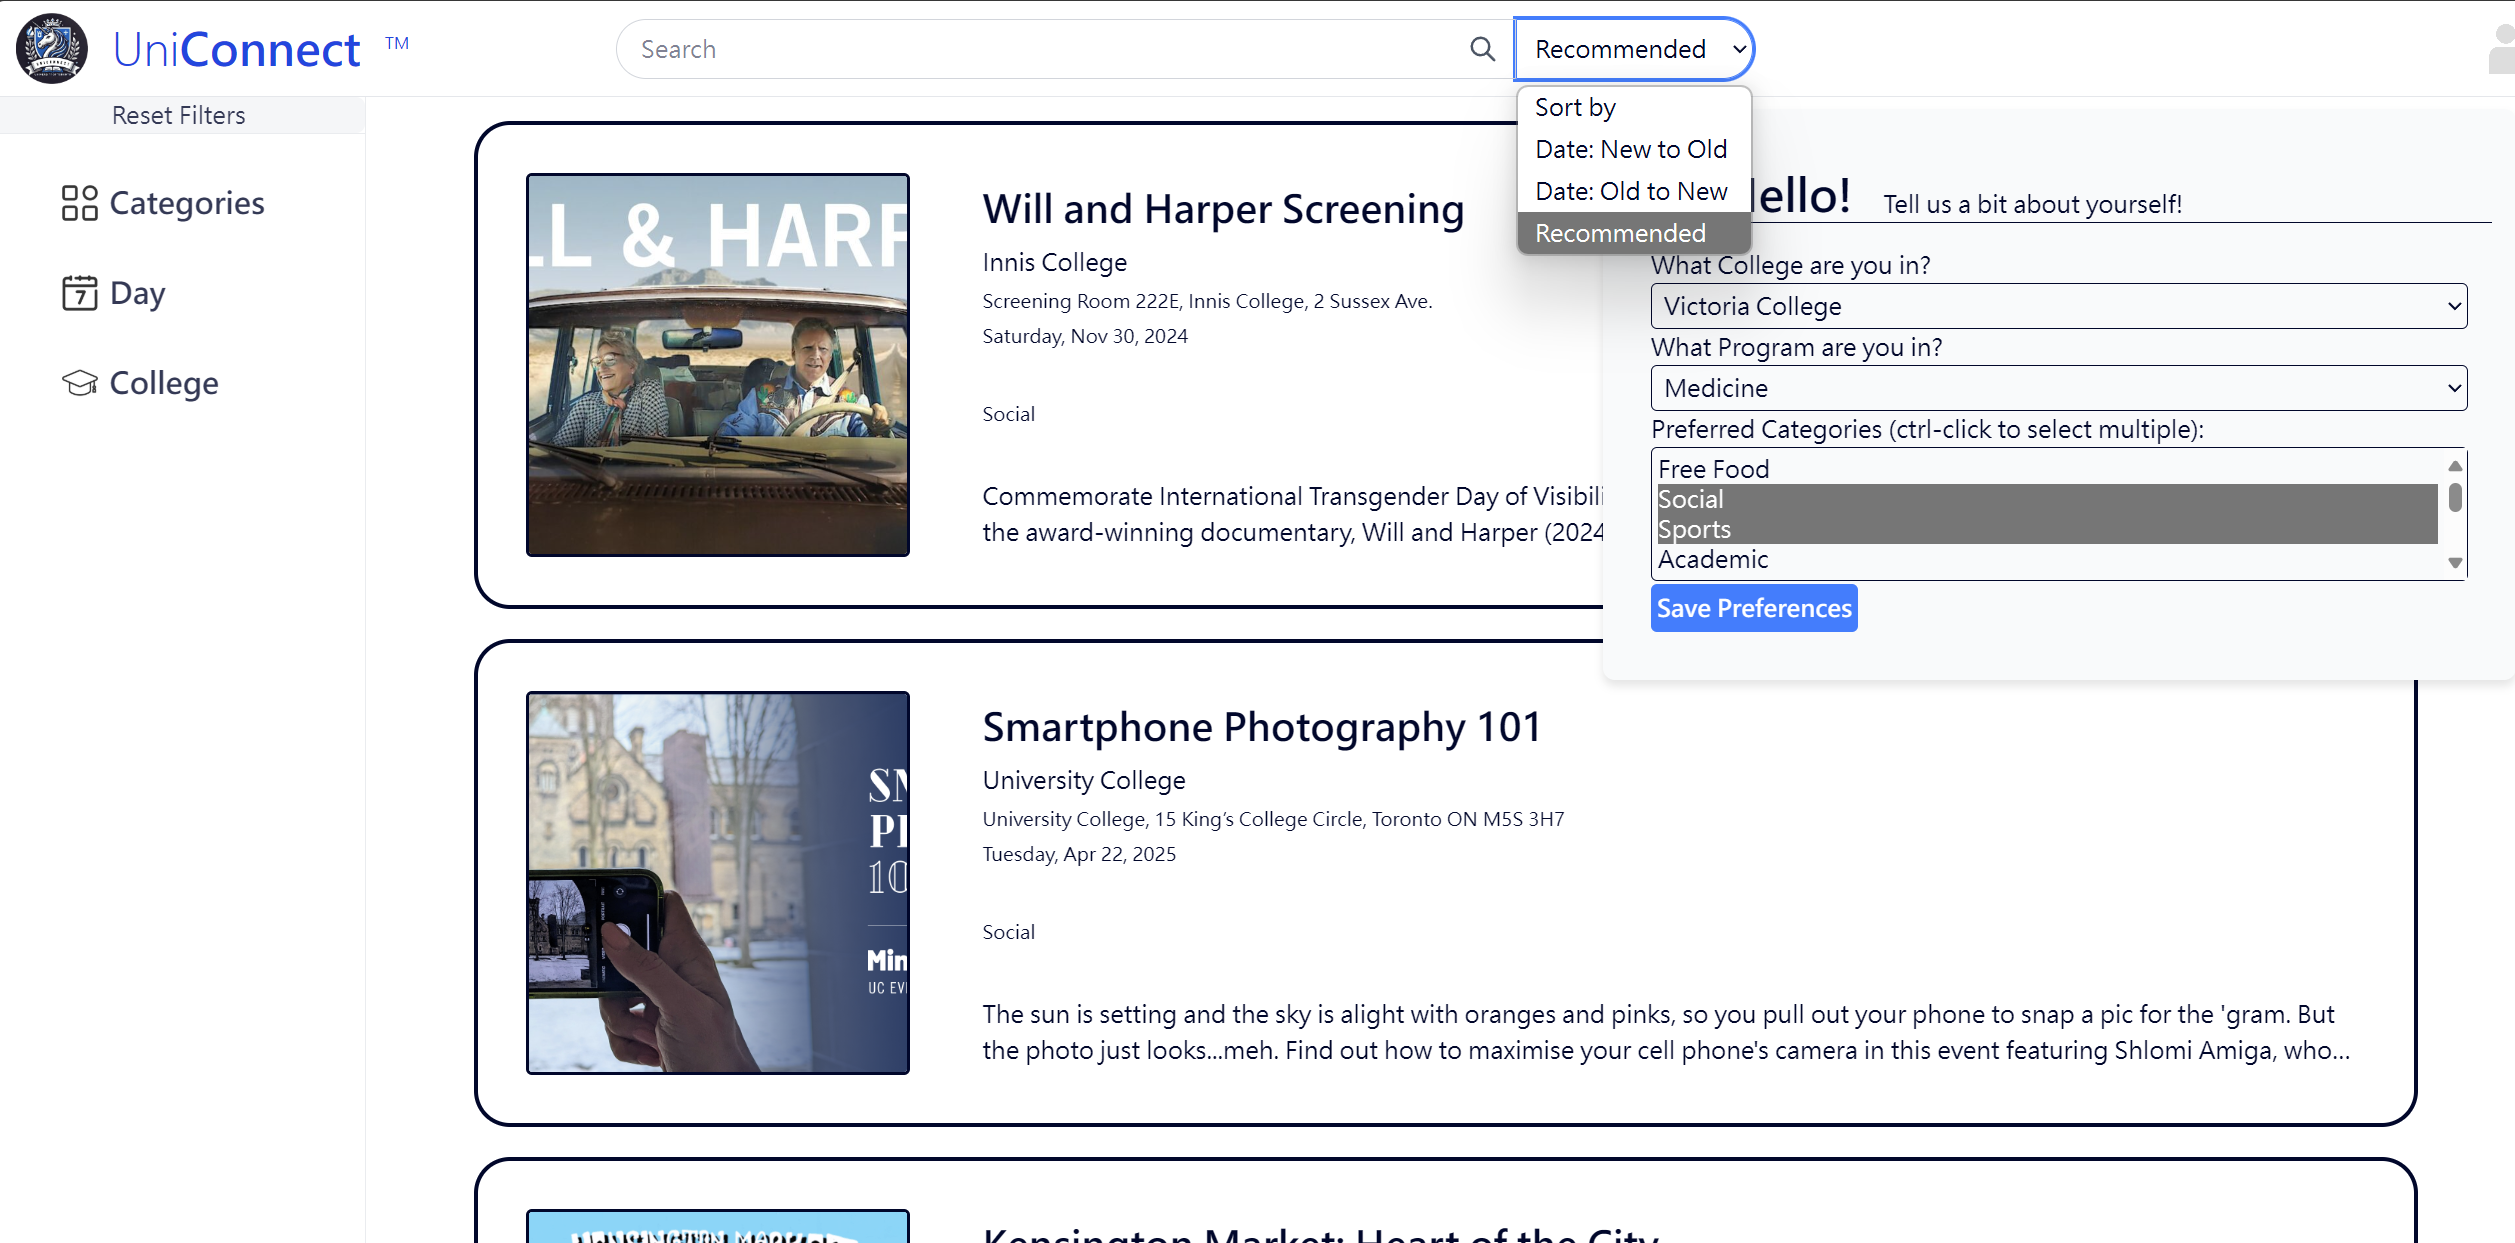 UniConnect TM
Search
Recommended
Sort by
Date: New to Old
Date: Old to New
Recommended
Reset Filters
Categories
7
Day
College
LL & HARP
Will and Harper Screening
Innis College
Screening Room 222E, Innis College, 2 Sussex Ave.
Saturday, Nov 30, 2024
Social
Commemorate International Transgender Day of Visibili
the award-winning documentary, Will and Harper (2024
ello!
Tell us a bit about yourself!
What College are you in?
Victoria College
What Program are you in?
Medicine
Preferred Categories (ctrl-click to select multiple):
Free Food
Social
Sports
Academic
Save Preferences
SM
PH
10
Min
UC EVE
Smartphone Photography 101
University College
University College, 15 King’s College Circle, Toronto ON M5S 3H7
Tuesday, Apr 22, 2025
Social
The sun is setting and the sky is alight with oranges and pinks, so you pull out your phone to snap a pic for the 'gram. But
the photo just looks...meh. Find out how to maximise your cell phone's camera in this event featuring Shlomi Amiga, who...
KENSINGTON MARKET
Kensington Market: Heart of the City